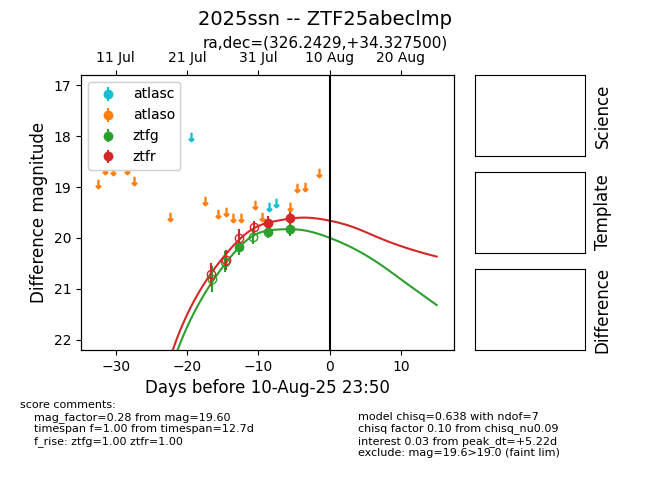 2025ssn -- ZTF25abeclmp
ra,dec=(326.2429,+34.327500)
11 Jul 21 Jul 31 Jul 10 Aug 20 Aug
17
18
19
20
21
22
Difference magnitude
atlasc
atlaso
ztfg
ztfr
−30 −20 −10 0 10
Days before 10-Aug-25 23:50
Science
Template
Difference
score comments:
mag_factor=0.28 from mag=19.60
timespan f=1.00 from timespan=12.7d
f_rise: ztfg=1.00 ztfr=1.00
model chisq=0.638 with ndof=7
chisq factor 0.10 from chisq_nu0.09
interest 0.03 from peak_dt=+5.22d
exclude: mag=19.6>19.0 (faint lim)